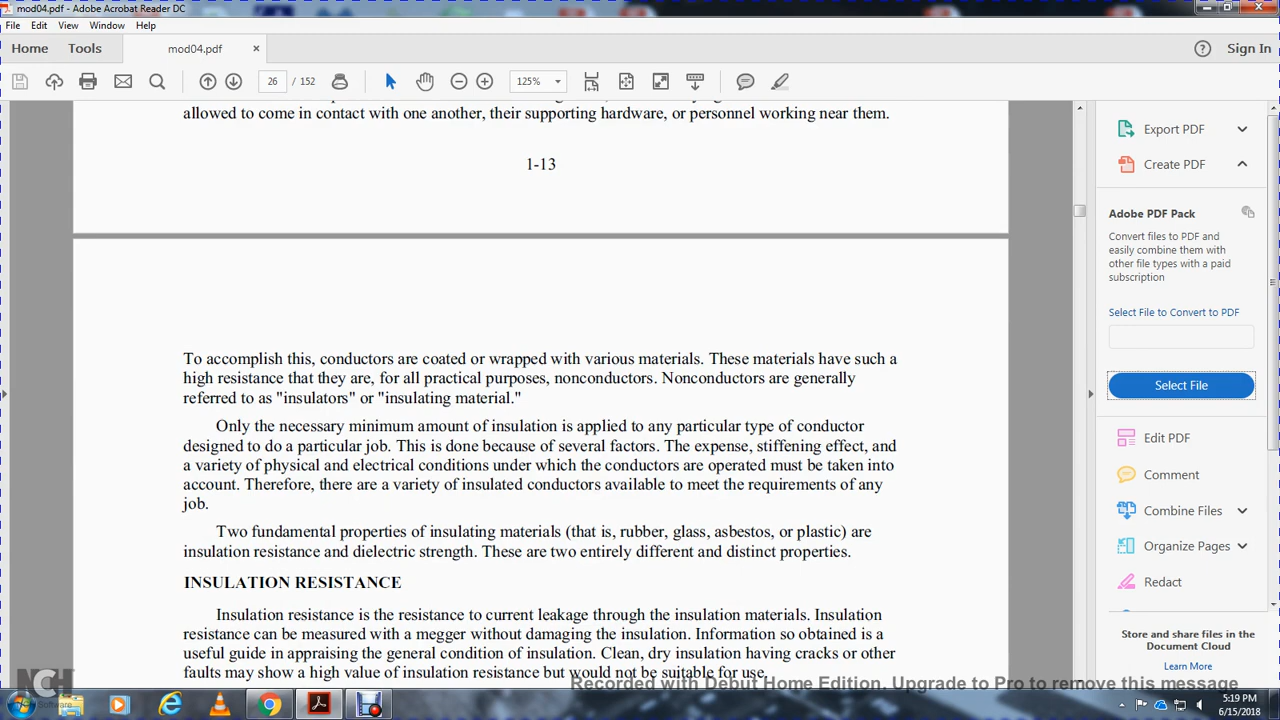 mod04.pdf - Adobe Acrobat Reader DC
File Edit View Window Help
Home Tools mod04.pdf × Sign In
26 / 152 125%
allowed to come in contact with one another, their supporting hardware, or personnel working near them.
1-13
To accomplish this, conductors are coated or wrapped with various materials. These materials have such a
high resistance that they are, for all practical purposes, nonconductors. Nonconductors are generally
referred to as "insulators" or "insulating material."
Only the necessary minimum amount of insulation is applied to any particular type of conductor
designed to do a particular job. This is done because of several factors. The expense, stiffening effect, and
a variety of physical and electrical conditions under which the conductors are operated must be taken into
account. Therefore, there are a variety of insulated conductors available to meet the requirements of any
job.
Two fundamental properties of insulating materials (that is, rubber, glass, asbestos, or plastic) are
insulation resistance and dielectric strength. These are two entirely different and distinct properties.
INSULATION RESISTANCE
Insulation resistance is the resistance to current leakage through the insulation materials. Insulation
resistance can be measured with a megger without damaging the insulation. Information so obtained is a
useful guide in appraising the general condition of insulation. Clean, dry insulation having cracks or other
faults may show a high value of insulation resistance but would not be suitable for use.
Export PDF
Create PDF
Adobe PDF Pack
Convert files to PDF and
easily combine them with
other file types with a paid
subscription
Select File to Convert to PDF
Select File
Edit PDF
Comment
Combine Files
Organize Pages
Redact
Store and share files in the
Document Cloud
Learn More
NCH Software
Recorded with Debut Home Edition. Upgrade to Pro to remove this message
5:19 PM
6/15/2018